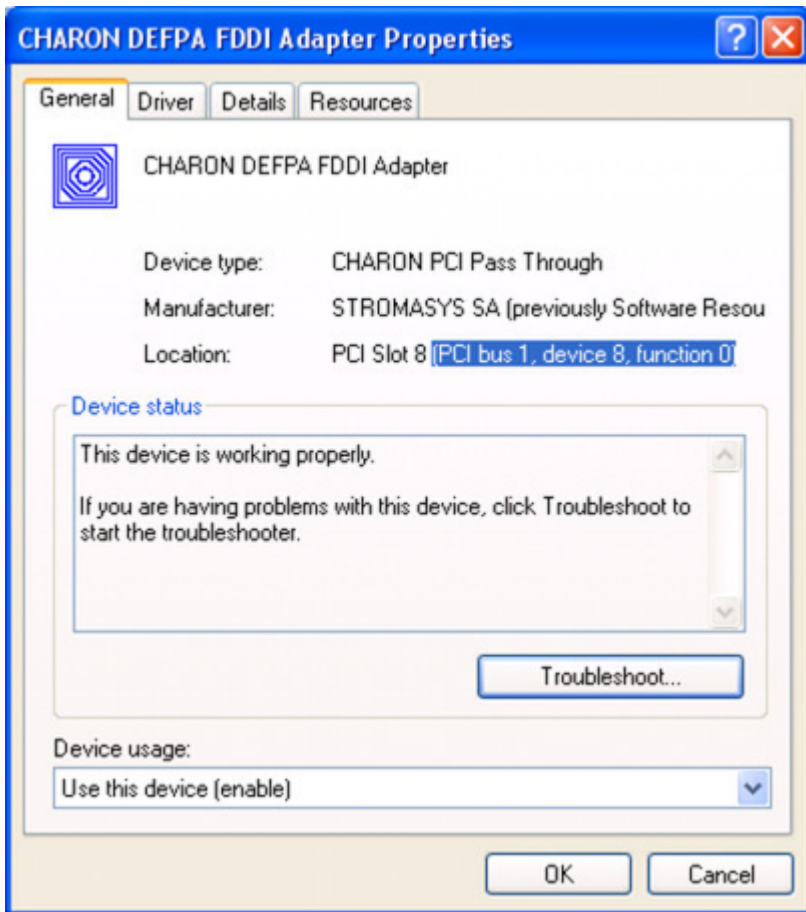 CHARON DEFPA FDDI Adapter Properties
?
General Driver Details Resources
CHARON DEFPA FDDI Adapter
Device type: CHARON PCI Pass Through
Manufacturer: STROMASYS SA (previously Software Resou
Location: PCI Slot 8 (PCI bus 1, device 8, function 0)
Device status
This device is working properly.
If you are having problems with this device, click Troubleshoot to
start the troubleshooter.
Troubleshoot...
Device usage:
Use this device (enable)
OK Cancel